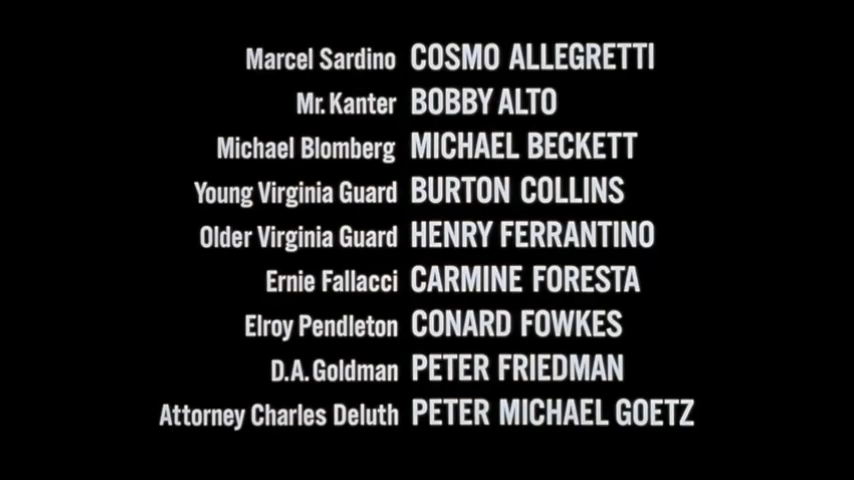 Marcel Sardino COSMO ALLEGRETTI
Mr. Kanter BOBBY ALTO
Michael Blomberg MICHAEL BECKETT
Young Virginia Guard BURTON COLLINS
Older Virginia Guard HENRY FERRANTINO
Ernie Fallacci CARMINE FORESTA
Elroy Pendleton CONARD FOWKES
D.A. Goldman PETER FRIEDMAN
Attorney Charles Deluth PETER MICHAEL GOETZ